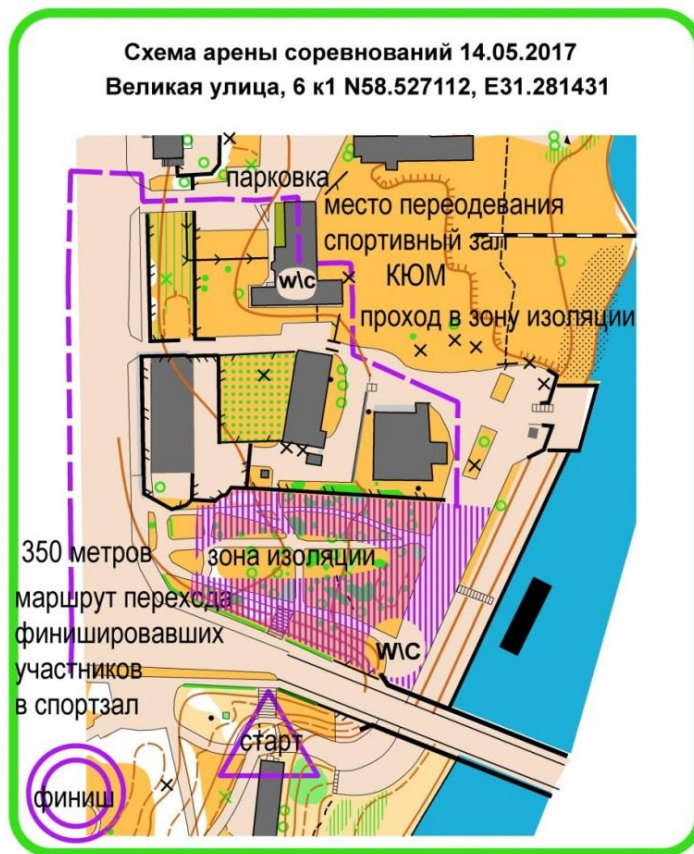 Схема арены соревнований 14.05.2017
Великая улица, 6 к1 N58.527112, E31.281431
парковка
место переодевания
спортивный зал
КЮМ
w\c
проход в зону изоляции
350 метров
зона изоляции
маршрут перехода
финишировавших
участников
в спортзал
W\C
старт
финиш